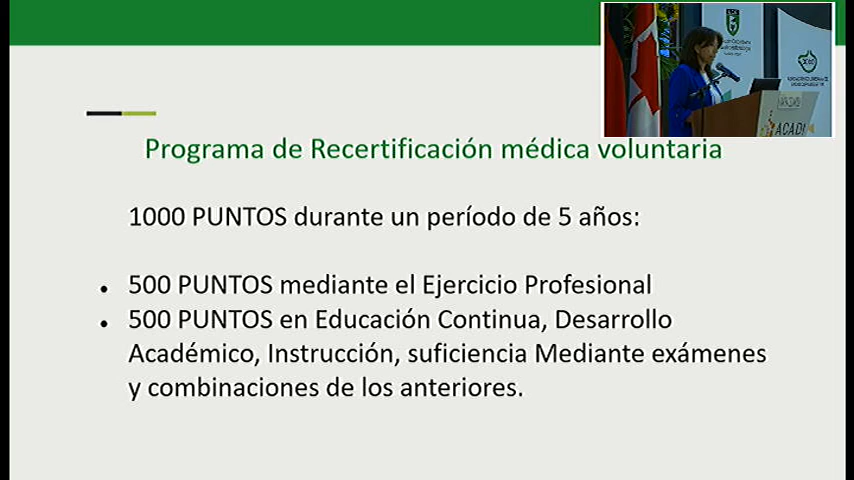 Programa de Recertificación médica voluntaria
1000 PUNTOS durante un período de 5 años:
• 500 PUNTOS mediante el Ejercicio Profesional
• 500 PUNTOS en Educación Continua, Desarrollo
Académico, Instrucción, suficiencia Mediante exámenes
y combinaciones de los anteriores.
ACADI